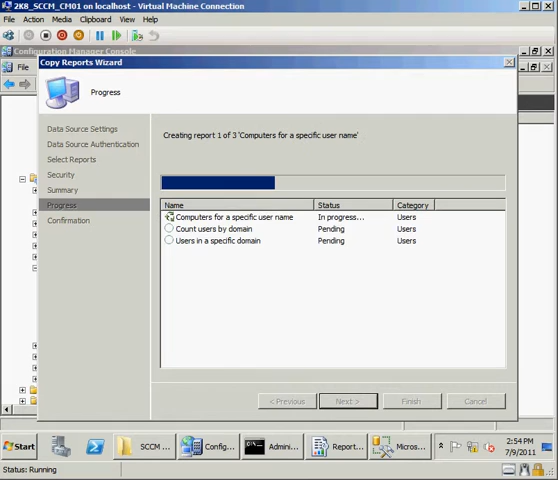 2K8_SCCM_CM01 on localhost - Virtual Machine Connection
File Action Media Clipboard View Help
Configuration Manager Console
File
Copy Reports Wizard
Progress
Data Source Settings
Data Source Authentication
Select Reports
Security
Summary
Progress
Confirmation
Creating report 1 of 3 'Computers for a specific user name'
Name Status Category
Computers for a specific user name In progress... Users
Count users by domain Pending Users
Users in a specific domain Pending Users
< Previous Next > Finish Cancel
Start SCCM ... Config... Admini... Report... Micros... 2:54 PM
7/9/2011
Status: Running